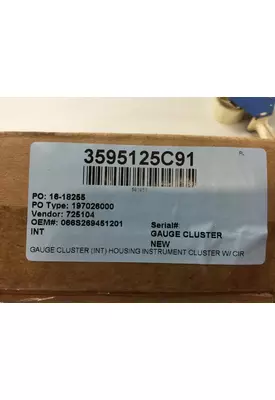 3595125C91
PO: 16-18255
PO Type: 197026000
Vendor: 725104
OEM#: 066S269451201
INT
Serial#:
GAUGE CLUSTER
NEW
GAUGE CLUSTER (INT) HOUSING INSTRUMENT CLUSTER W/ CIR